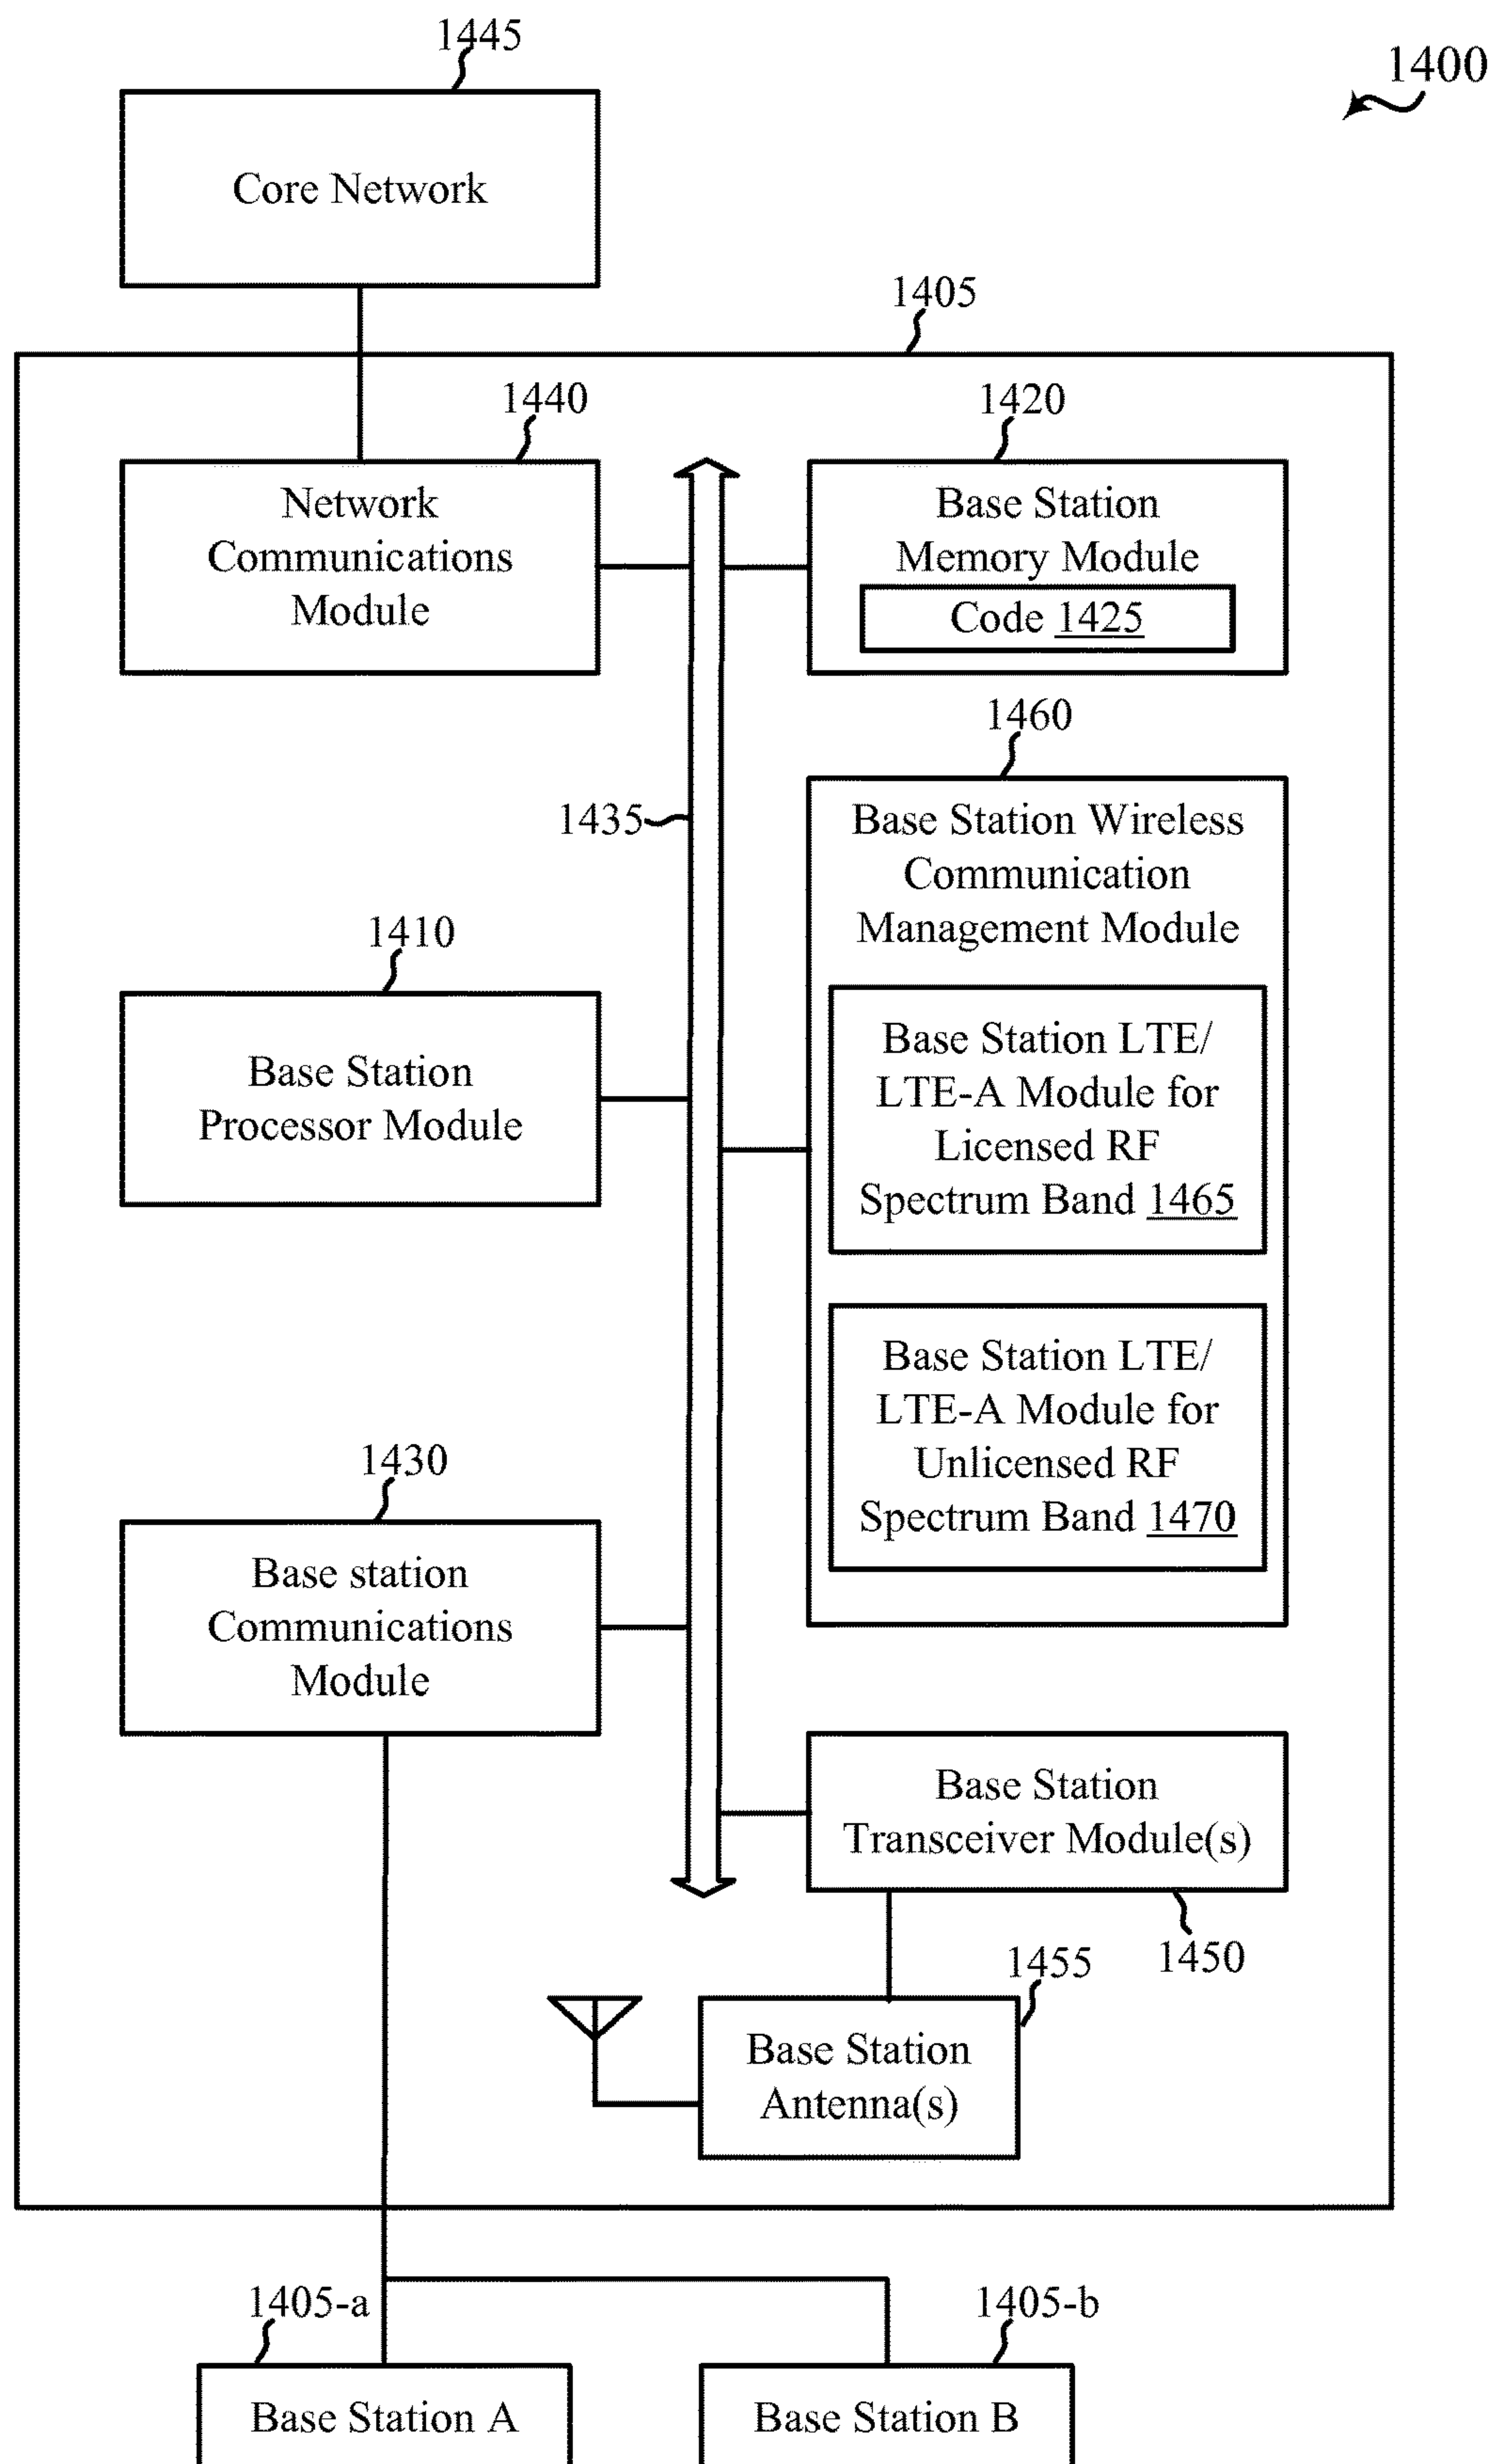 1445
1400
Core Network
1405
1440
1420
Network
Communications
Module
Base Station
Memory Module
Code 1425
1460
1435
Base Station Wireless
Communication
Management Module
1410
Base Station
Processor Module
Base Station LTE/
LTE-A Module for
Licensed RF
Spectrum Band 1465
Base Station LTE/
LTE-A Module for
Unlicensed RF
Spectrum Band 1470
1430
Base station
Communications
Module
Base Station
Transceiver Module(s)
1450
1455
Base Station
Antenna(s)
1405-a
1405-b
Base Station A
Base Station B